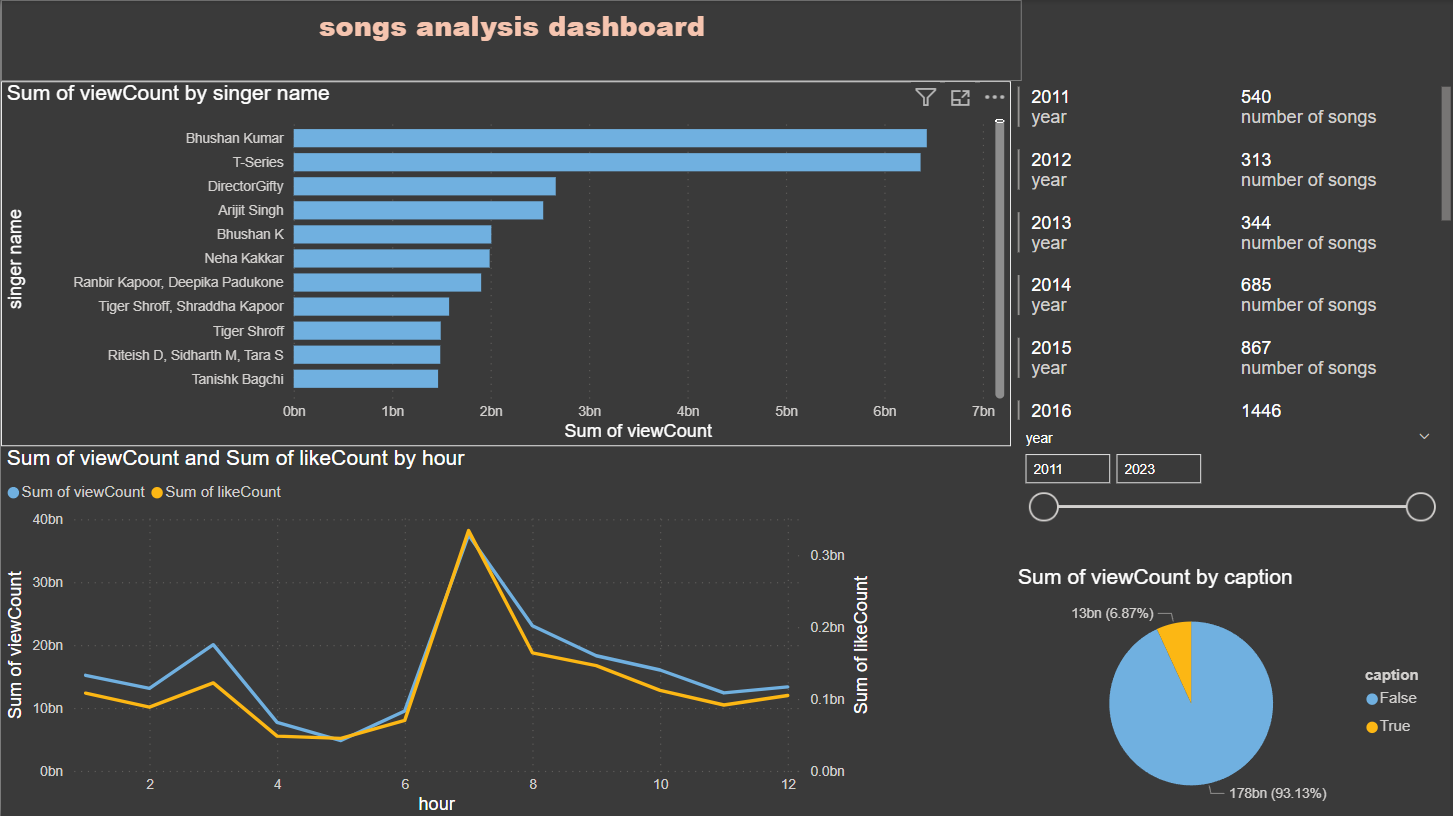 songs analysis dashboard
Sum of viewCount by singer name
singer name
Bhushan Kumar
T-Series
DirectorGifty
Arijit Singh
Bhushan K
Neha Kakkar
Ranbir Kapoor, Deepika Padukone
Tiger Shroff, Shraddha Kapoor
Tiger Shroff
Riteish D, Sidharth M, Tara S
Tanishk Bagchi
0bn 1bn 2bn 3bn 4bn 5bn 6bn 7bn
Sum of viewCount
2011 540
year number of songs
2012 313
year number of songs
2013 344
year number of songs
2014 685
year number of songs
2015 867
year number of songs
2016 1446
year
2011 2023
Sum of viewCount and Sum of likeCount by hour
Sum of viewCount Sum of likeCount
Sum of viewCount
40bn
30bn
20bn
10bn
0bn
2 4 6 8 10 12
hour
0.3bn
0.2bn
0.1bn
0.0bn
Sum of likeCount
Sum of viewCount by caption
13bn (6.87%)
178bn (93.13%)
caption
False
True